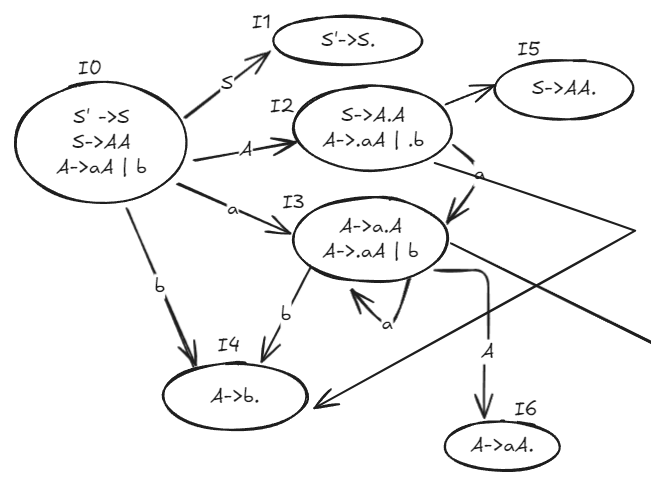 I0
S' ->S
S->AA
A->aA | b
I1
S'->S.
I2
S->A.A
A->.aA | .b
I5
S->AA.
I3
A->a.A
A->.aA | b
I4
A->b.
I6
A->aA.
S
A
a
b
a
b
a
A